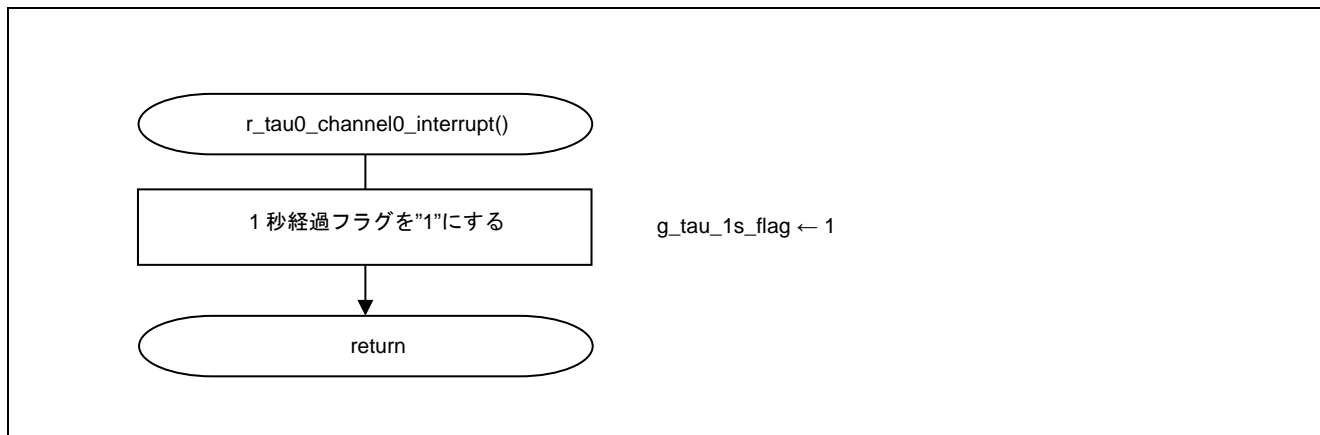 r_tau0_channel0_interrupt()
1 秒経過フラグを”1”にする
g_tau_1s_flag ← 1
return